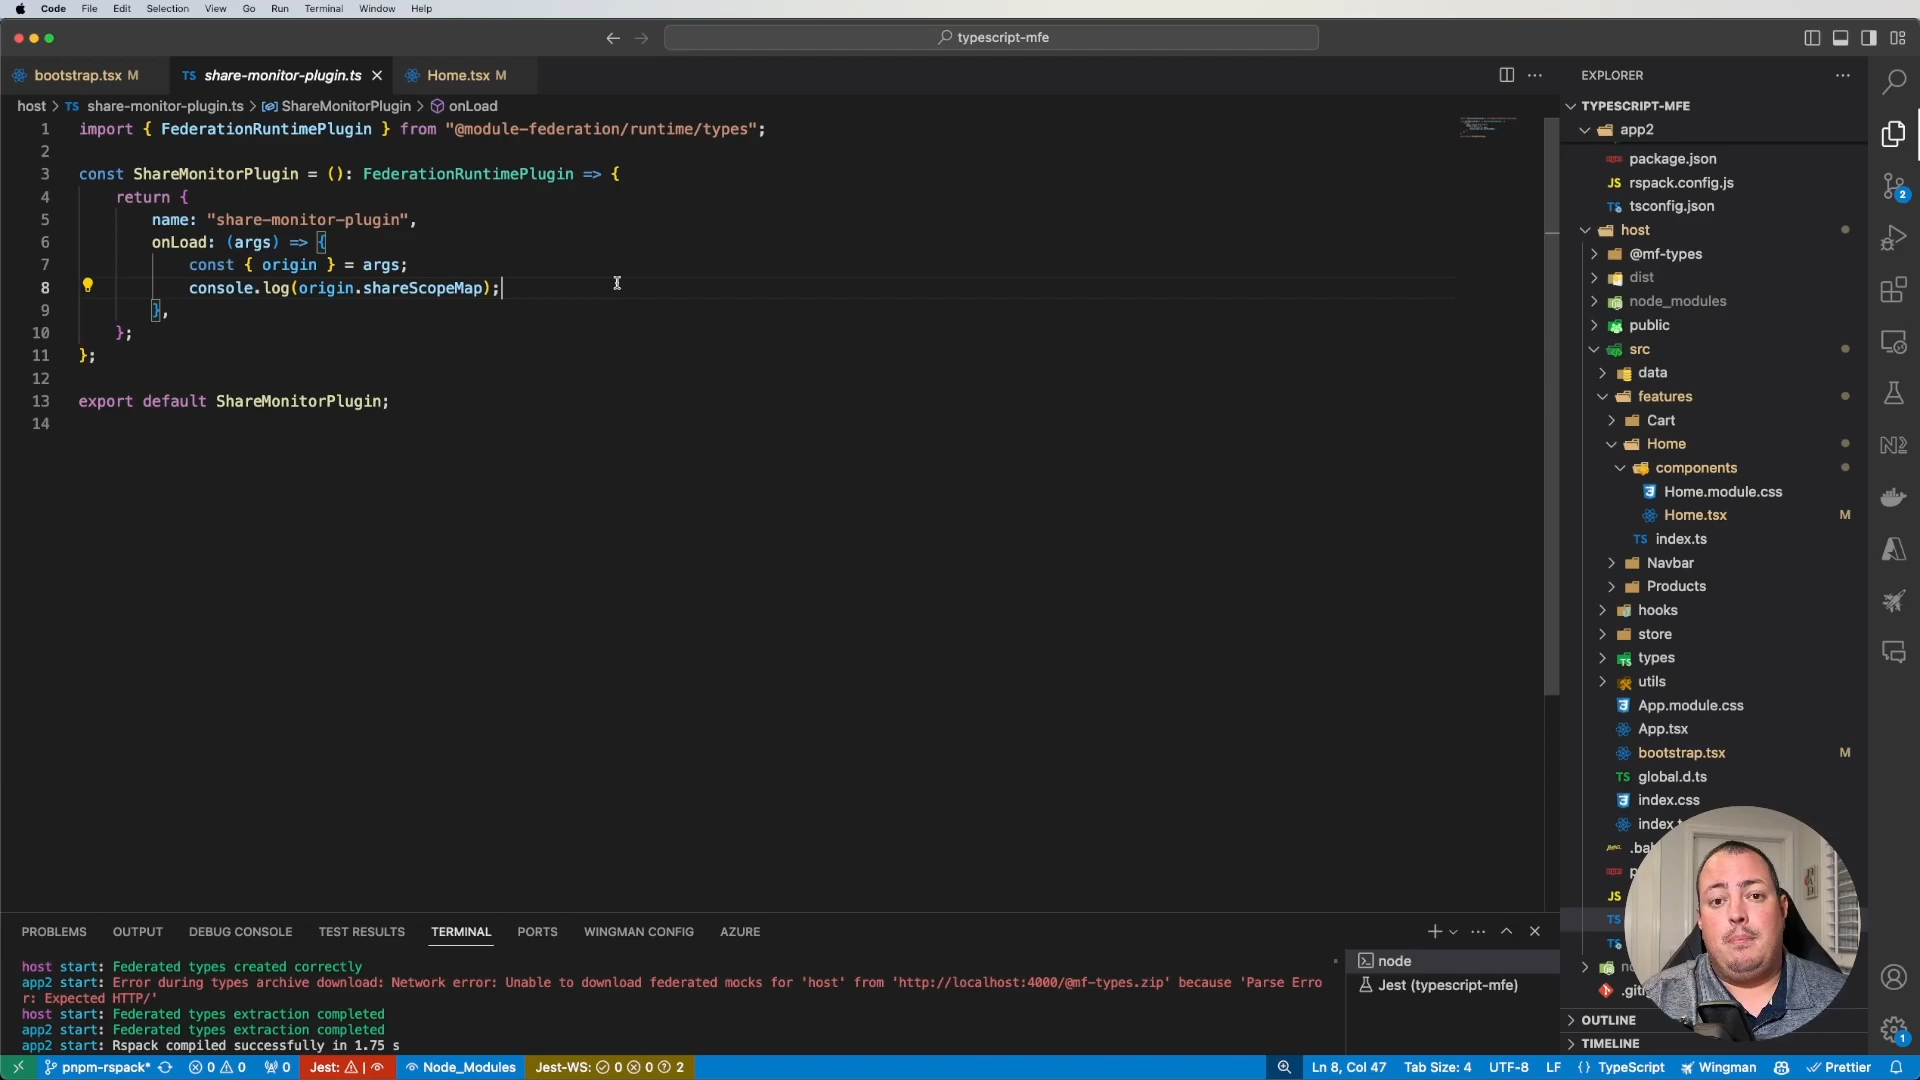 Code File Edit Selection View Go Run Terminal Window Help
typescript-mfe
bootstrap.tsx M
TS share-monitor-plugin.ts
Home.tsx M
host > TS share-monitor-plugin.ts > ShareMonitorPlugin > onLoad
1 import { FederationRuntimePlugin } from "@module-federation/runtime/types";
2
3 const ShareMonitorPlugin = (): FederationRuntimePlugin => {
4 return {
5 name: "share-monitor-plugin",
6 onLoad: (args) => {
7 const { origin } = args;
8 console.log(origin.shareScopeMap);
9 },
10 };
11 };
12
13 export default ShareMonitorPlugin;
14
EXPLORER
TYPESCRIPT-MFE
app2
package.json
JS rspack.config.js
TS tsconfig.json
host
@mf-types
dist
node_modules
public
src
data
features
Cart
Home
components
Home.module.css
Home.tsx M
TS index.ts
Navbar
Products
hooks
store
types
utils
App.module.css
App.tsx
bootstrap.tsx M
TS global.d.ts
index.css
JS
TS
TS
OUTLINE
TIMELINE
2
1
PROBLEMS OUTPUT DEBUG CONSOLE TEST RESULTS TERMINAL PORTS WINGMAN CONFIG AZURE
host start: Federated types created correctly
app2 start: Error during types archive download: Network error: Unable to download federated mocks for 'host' from 'http://localhost:4000/@mf-types.zip' because 'Parse Erro
r: Expected HTTP/'
host start: Federated types extraction completed
app2 start: Federated types extraction completed
app2 start: Rspack compiled successfully in 1.75 s
node
Jest (typescript-mfe)
pnpm-rspack* 0 0 0 Jest: Node_Modules Jest-WS: 0 0 2 Ln 8, Col 47 Tab Size: 4 UTF-8 LF {} TypeScript Wingman Prettier